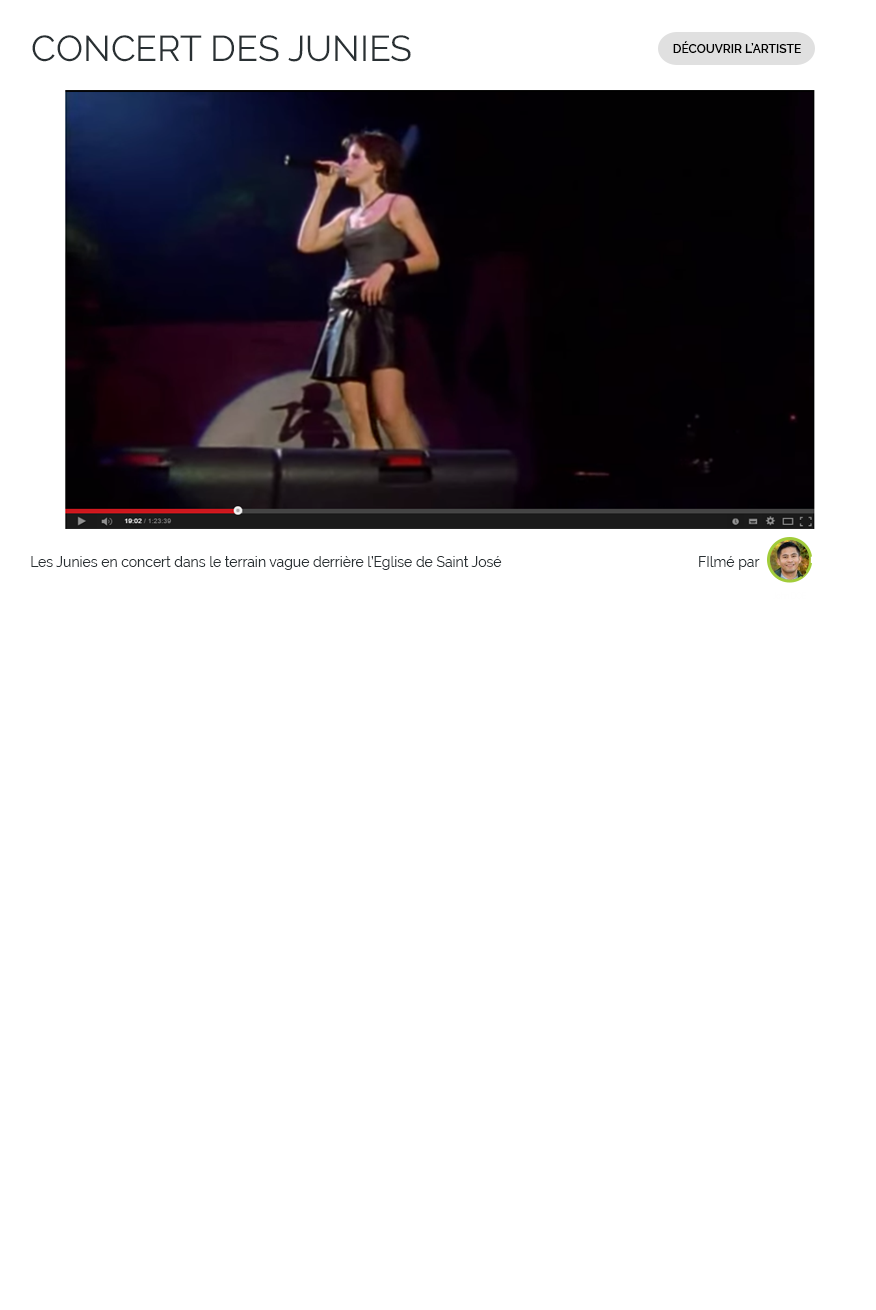 CONCERT DES JUNIES
DÉCOUVRIR L'ARTISTE
19:02 / 1:23:39
Les Junies en concert dans le terrain vague derrière l'Eglise de Saint José
FIlmé par